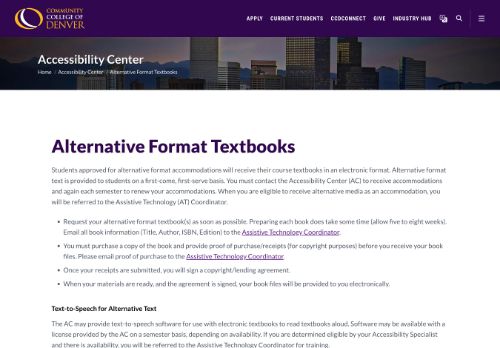 COMMUNITY
COLLEGE OF
DENVER
APPLY CURRENT STUDENTS CCDCONNECT GIVE INDUSTRY HUB
Accessibility Center
Home / Accessibility Center / Alternative Format Textbooks
Alternative Format Textbooks
Students approved for alternative format accommodations will receive their course textbooks in an electronic format. Alternative format
text is provided to students on a first-come, first-serve basis. You must contact the Accessibility Center (AC) to receive accommodations
and again each semester to renew your accommodations. When you are eligible to receive alternative media as an accommodation, you
will be referred to the Assistive Technology (AT) Coordinator.
• Request your alternative format textbook(s) as soon as possible. Preparing each book does take some time (allow five to eight weeks).
Email all book information (Title, Author, ISBN, Edition) to the Assistive Technology Coordinator.
• You must purchase a copy of the book and provide proof of purchase/receipts (for copyright purposes) before you receive your book
files. Please email proof of purchase to the Assistive Technology Coordinator.
• Once your receipts are submitted, you will sign a copyright/lending agreement.
• When your materials are ready, and the agreement is signed, your book files will be provided to you electronically.
Text-to-Speech for Alternative Text
The AC may provide text-to-speech software for use with electronic textbooks to read textbooks aloud. Software may be available with a
license provided by the AC on a semester basis, depending on availability. If you are determined eligible by your Accessibility Specialist
and there is availability, you will be referred to the Assistive Technology Coordinator for training.